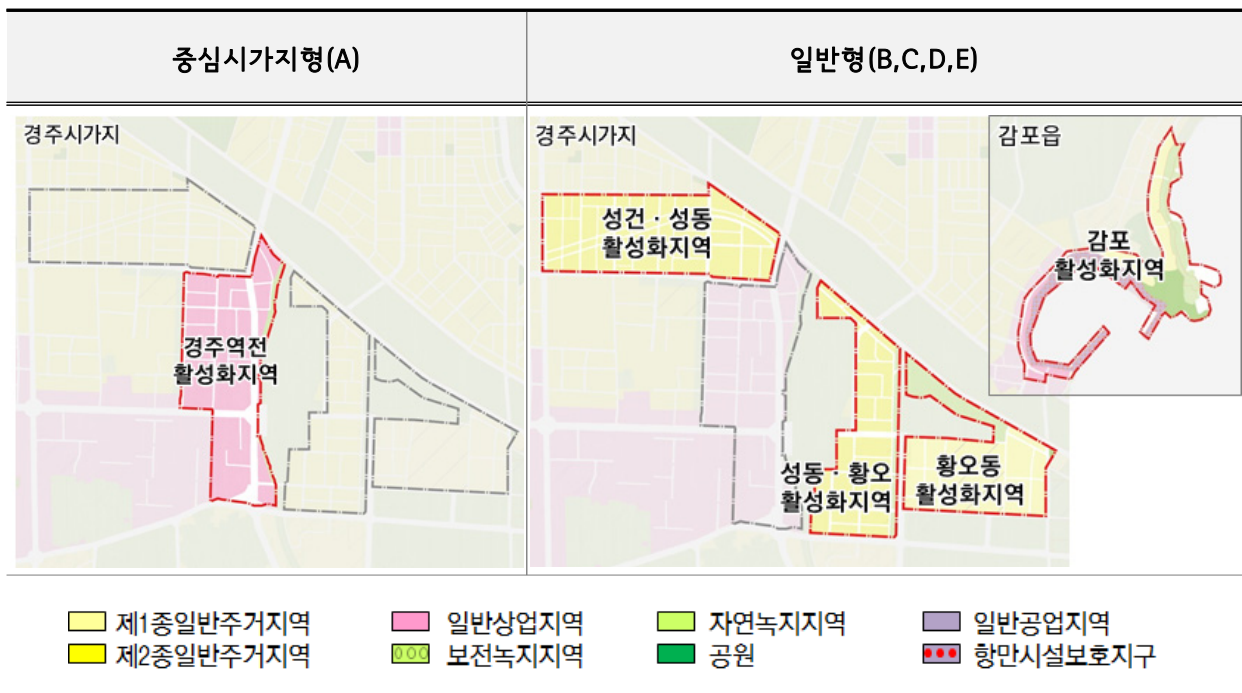 중심시가지형(A)
일반형(B,C,D,E)
경주시가지
경주역전
활성화지역
경주시가지
성건 · 성동
활성화지역
성동 · 황오
활성화지역
황오동
활성화지역
감포읍
감포
활성화지역
제1종일반주거지역
일반상업지역
자연녹지지역
일반공업지역
제2종일반주거지역
보전녹지지역
공원
항만시설보호지구